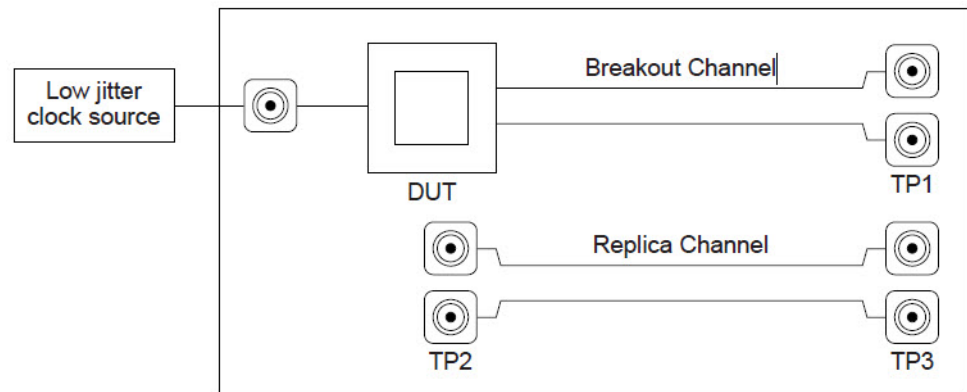 Low jitter
clock source
Breakout Channel
DUT
TP1
Replica Channel
TP2
TP3